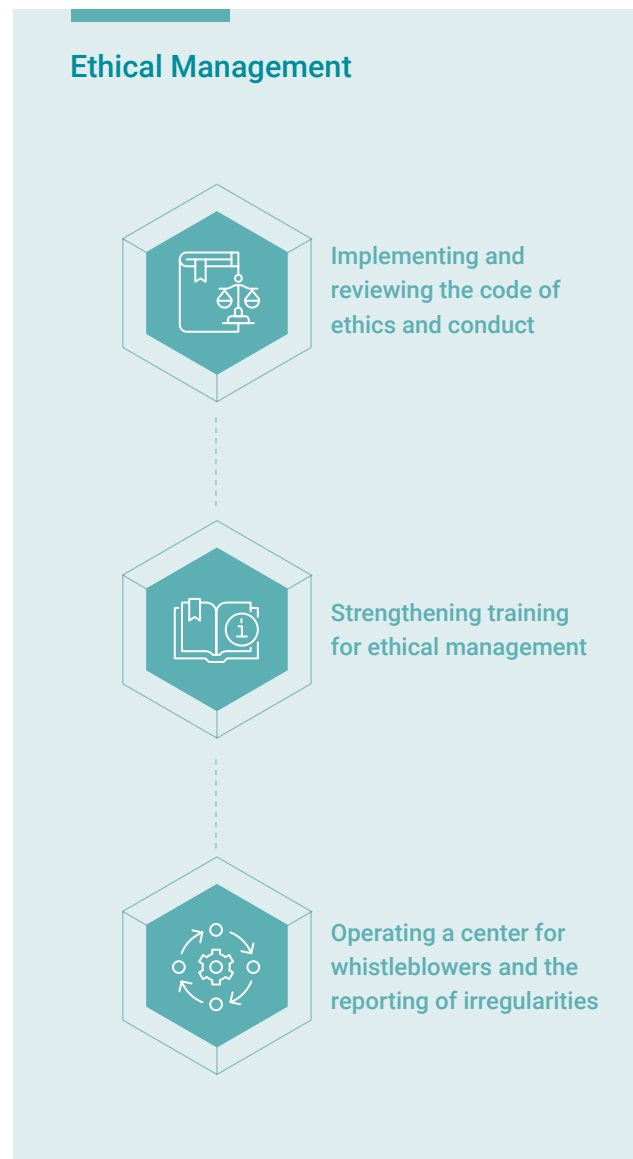 Ethical Management
Implementing and
reviewing the code of
ethics and conduct
i
Strengthening training
for ethical management
Operating a center for
whistleblowers and the
reporting of irregularities